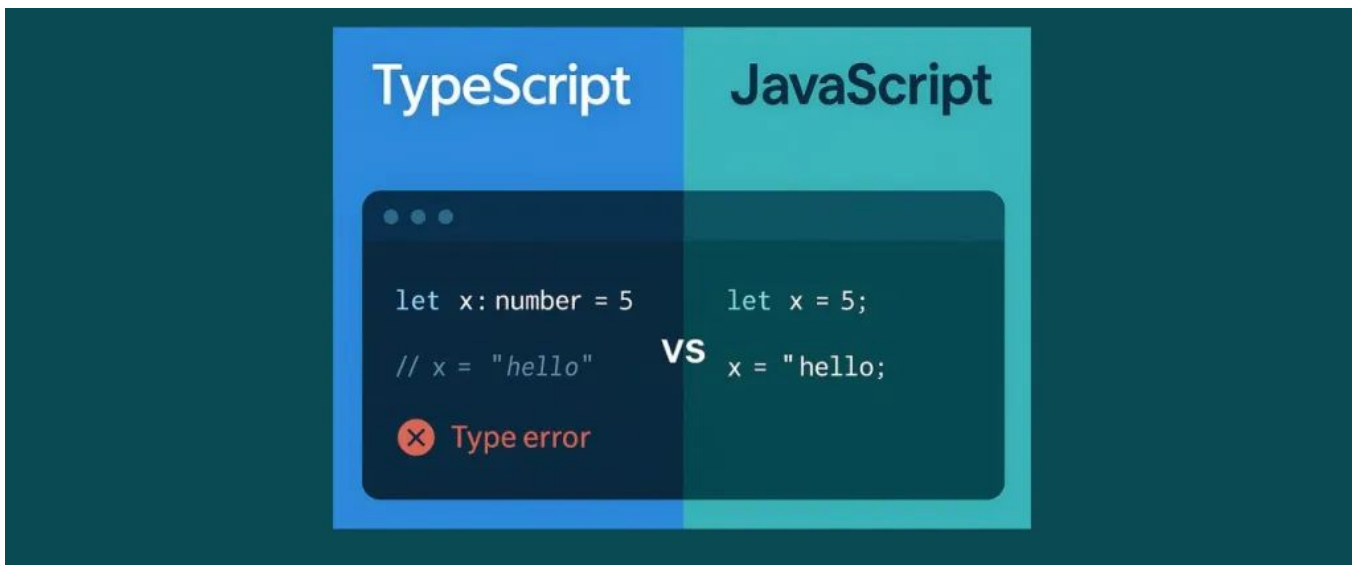 TypeScript
JavaScript
let x: number = 5
// x = "hello"
Type error
vs
let x = 5;
x = "hello;